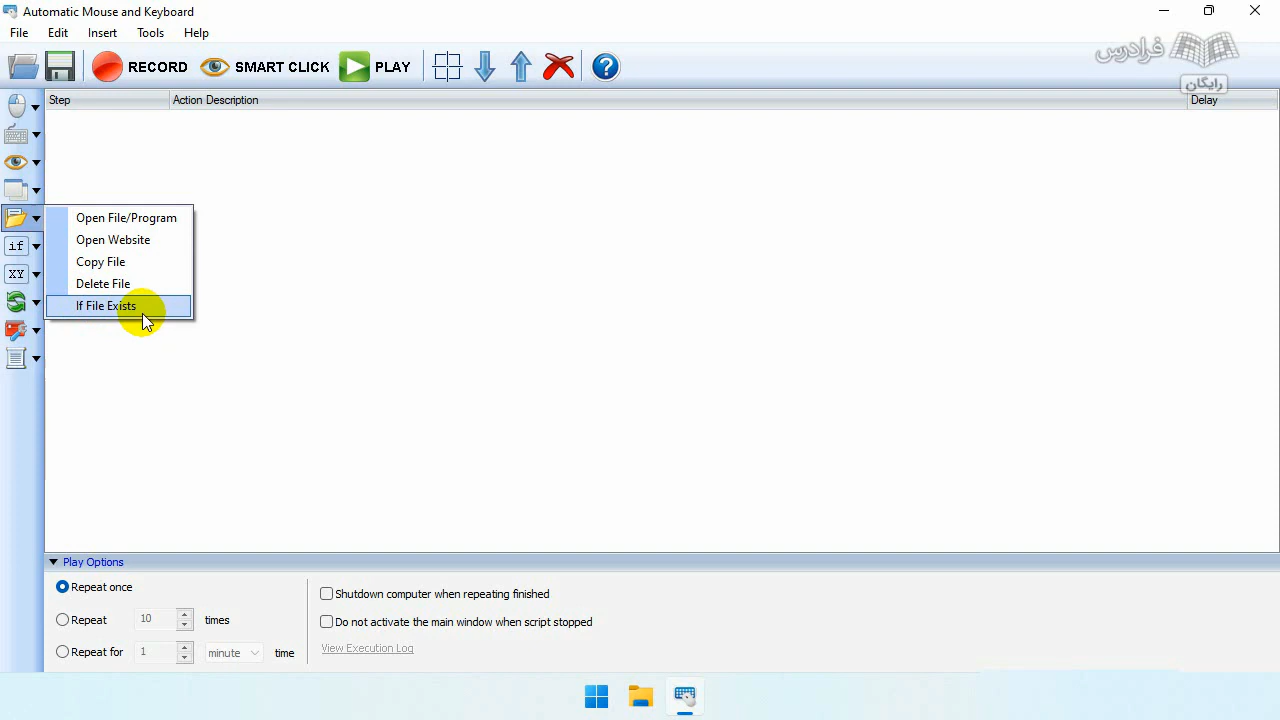 Automatic Mouse and Keyboard
File Edit Insert Tools Help
RECORD SMART CLICK PLAY
فرادرس
رایگان
Step Action Description Delay
Open File/Program
Open Website
Copy File
Delete File
If File Exists
if
XY
Play Options
Repeat once
Repeat 10 times
Repeat for 1 minute time
Shutdown computer when repeating finished
Do not activate the main window when script stopped
View Execution Log